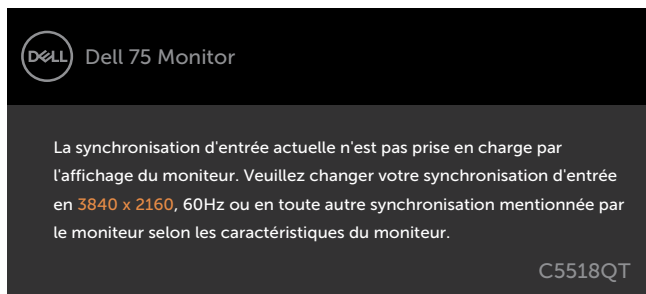 DELL
Dell 75 Monitor
La synchronisation d'entrée actuelle n'est pas prise en charge par
l'affichage du moniteur. Veuillez changer votre synchronisation d'entrée
en 3840 x 2160, 60Hz ou en toute autre synchronisation mentionnée par
le moniteur selon les caractéristiques du moniteur.
C5518QT